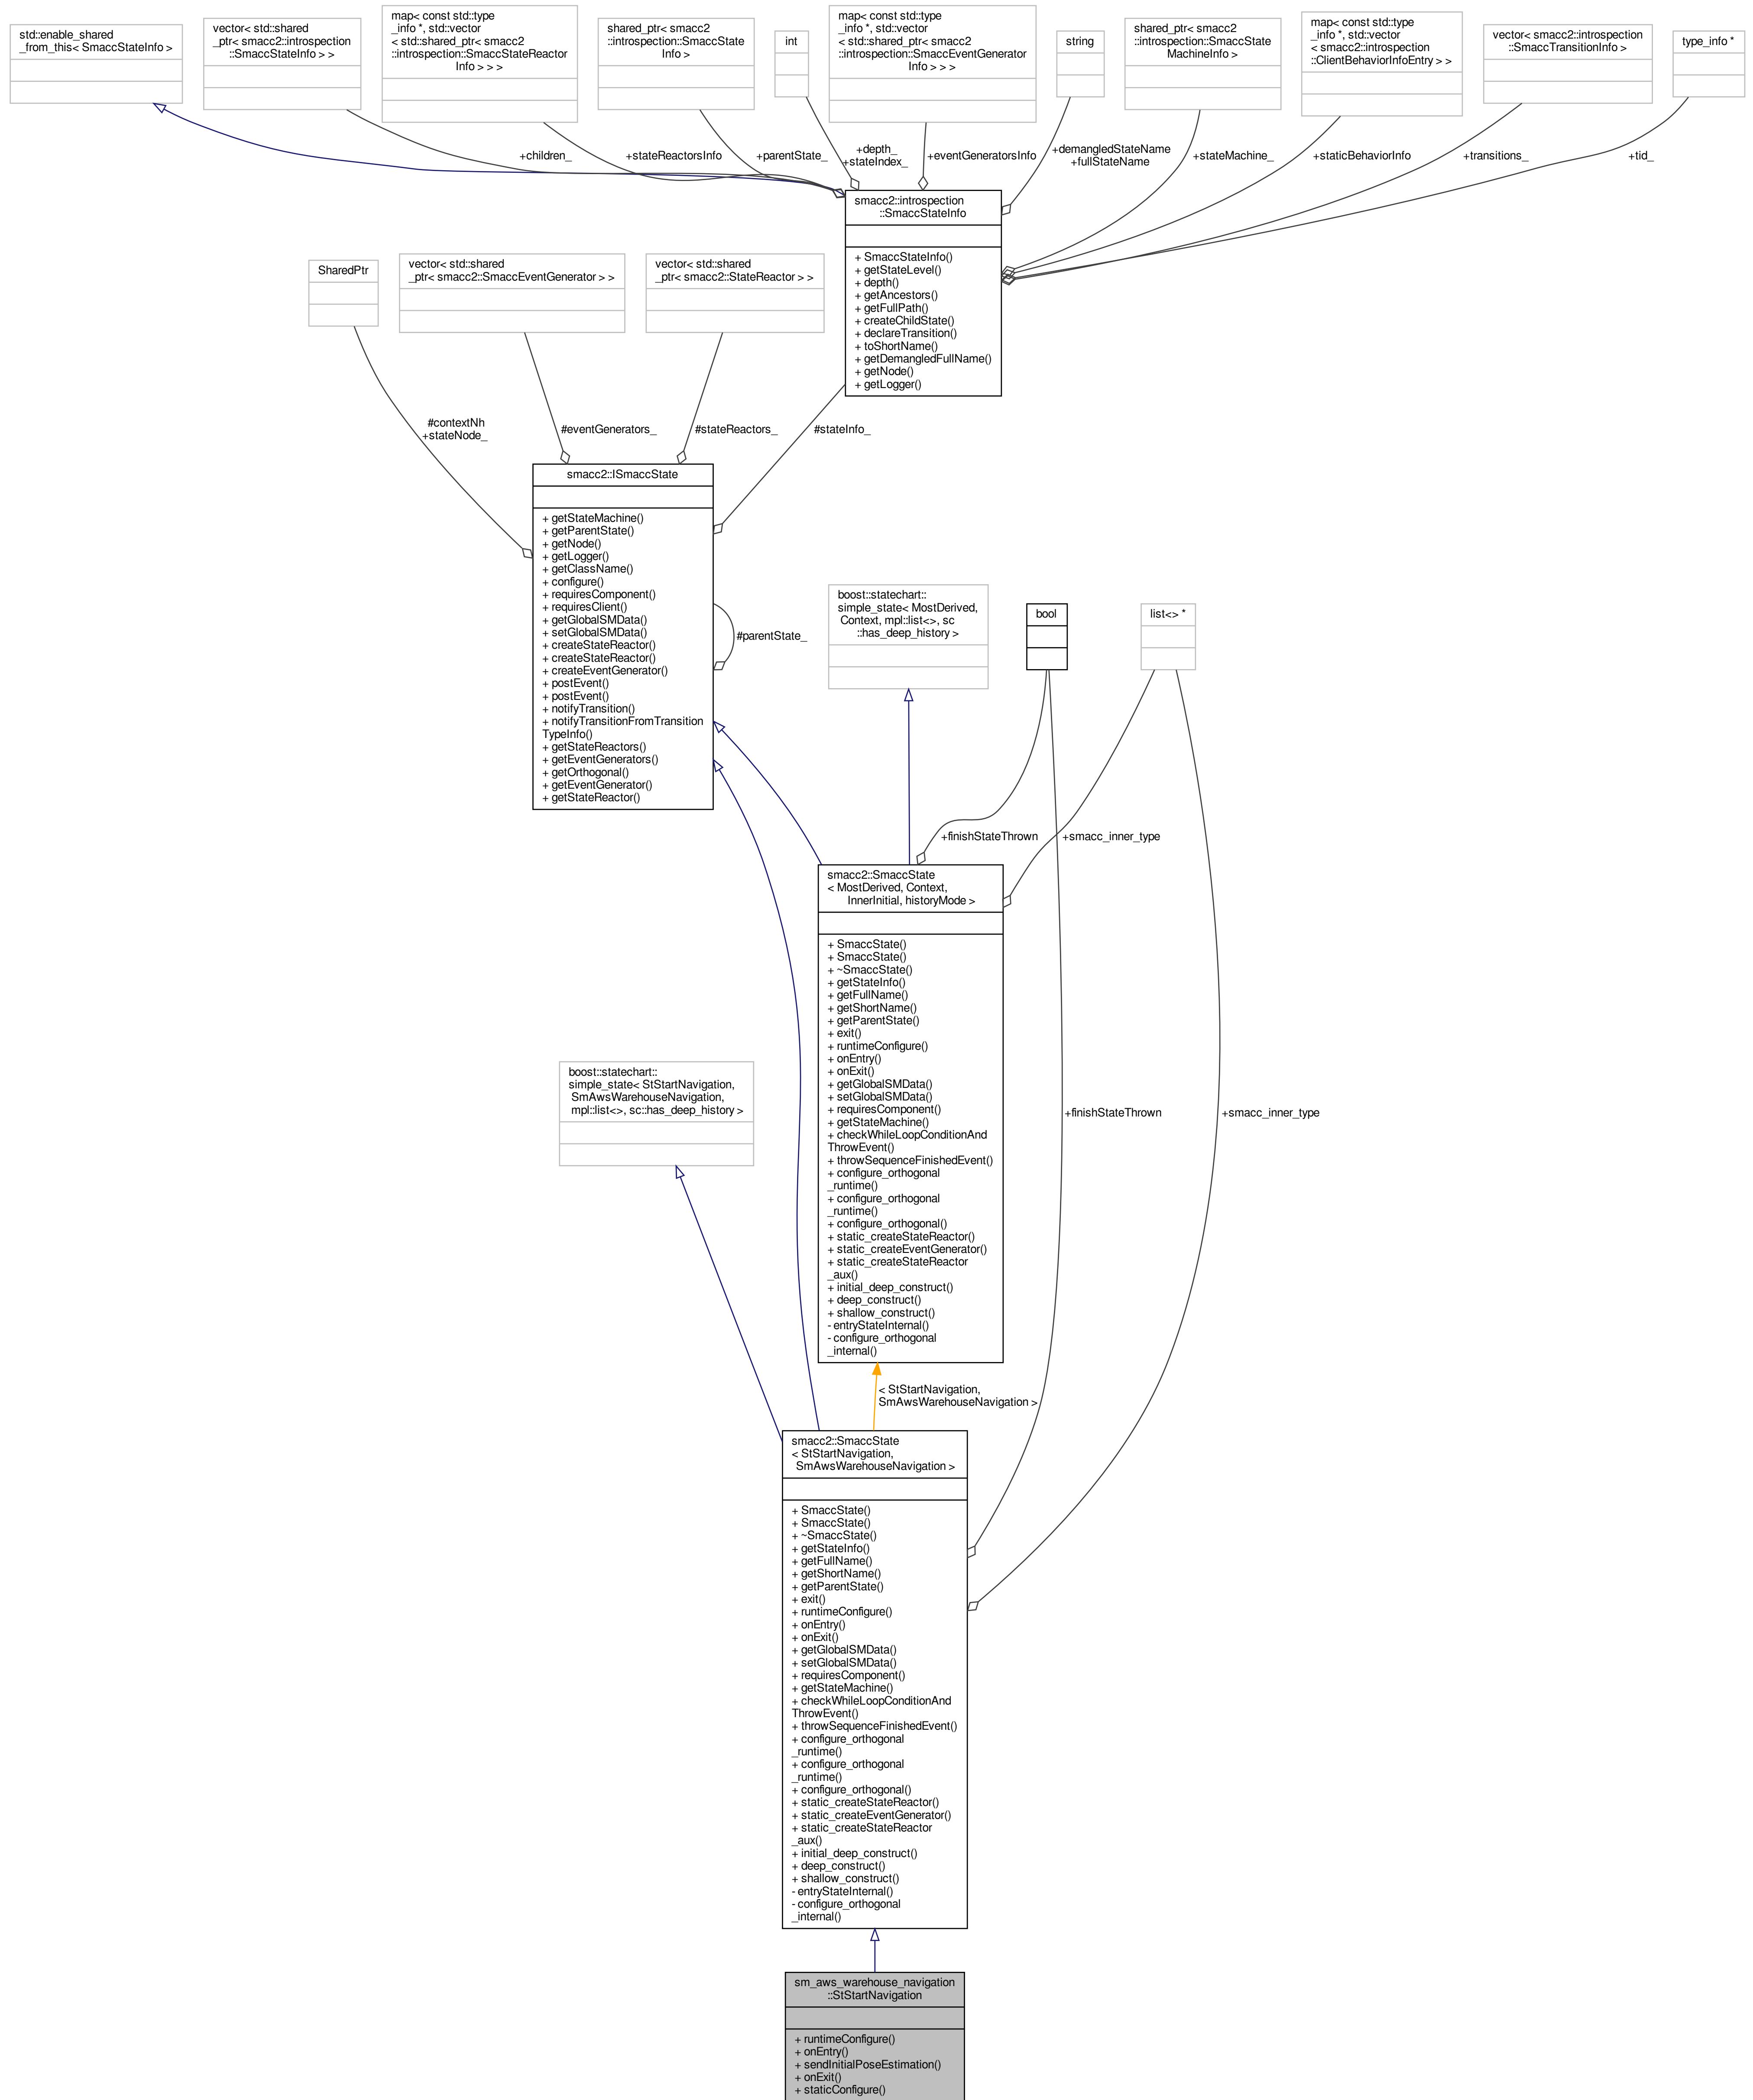 std::enable_shared
_from_this< SmaccStateInfo >
vector< std::shared
_ptr< smacc2::introspection
::SmaccStateInfo > >
map< const std::type
_info *, std::vector
< std::shared_ptr< smacc2
::introspection::SmaccStateReactor
Info > > >
shared_ptr< smacc2
::introspection::SmaccState
Info >
int
map< const std::type
_info *, std::vector
< std::shared_ptr< smacc2
::introspection::SmaccEventGenerator
Info > > >
string
shared_ptr< smacc2
::introspection::SmaccState
MachineInfo >
map< const std::type
_info *, std::vector
< smacc2::introspection
::ClientBehaviorInfoEntry > >
vector< smacc2::introspection
::SmaccTransitionInfo >
type_info *
+children_
+stateReactorsInfo
+parentState_
+depth_
+stateIndex_
+eventGeneratorsInfo
+demangledStateName
+fullStateName
+stateMachine_
+staticBehaviorInfo
+transitions_
+tid_
smacc2::introspection
::SmaccStateInfo
+ SmaccStateInfo()
+ getStateLevel()
+ depth()
+ getAncestors()
+ getFullPath()
+ createChildState()
+ declareTransition()
+ toShortName()
+ getDemangledFullName()
+ getNode()
+ getLogger()
SharedPtr
vector< std::shared
_ptr< smacc2::SmaccEventGenerator > >
vector< std::shared
_ptr< smacc2::StateReactor > >
#contextNh
+stateNode_
#eventGenerators_
#stateReactors_
#stateInfo_
smacc2::ISmaccState
+ getStateMachine()
+ getParentState()
+ getNode()
+ getLogger()
+ getClassName()
+ configure()
+ requiresComponent()
+ requiresClient()
+ getGlobalSMData()
+ setGlobalSMData()
+ createStateReactor()
+ createStateReactor()
+ createEventGenerator()
+ postEvent()
+ postEvent()
+ notifyTransition()
+ notifyTransitionFromTransition
TypeInfo()
+ getStateReactors()
+ getEventGenerators()
+ getOrthogonal()
+ getEventGenerator()
+ getStateReactor()
#parentState_
boost::statechart::
simple_state< MostDerived,
Context, mpl::list<>, sc
::has_deep_history >
bool
list<> *
+finishStateThrown
+smacc_inner_type
smacc2::SmaccState
< MostDerived, Context,
InnerInitial, historyMode >
+ SmaccState()
+ SmaccState()
+ ~SmaccState()
+ getStateInfo()
+ getFullName()
+ getShortName()
+ getParentState()
+ exit()
+ runtimeConfigure()
+ onEntry()
+ onExit()
+ getGlobalSMData()
+ setGlobalSMData()
+ requiresComponent()
+ getStateMachine()
+ checkWhileLoopConditionAnd
ThrowEvent()
+ throwSequenceFinishedEvent()
+ configure_orthogonal
_runtime()
+ configure_orthogonal
_runtime()
+ configure_orthogonal()
+ static_createStateReactor()
+ static_createEventGenerator()
+ static_createStateReactor
_aux()
+ initial_deep_construct()
+ deep_construct()
+ shallow_construct()
- entryStateInternal()
- configure_orthogonal
_internal()
boost::statechart::
simple_state< StStartNavigation,
SmAwsWarehouseNavigation,
mpl::list<>, sc::has_deep_history >
+finishStateThrown
+smacc_inner_type
< StStartNavigation,
SmAwsWarehouseNavigation >
smacc2::SmaccState
< StStartNavigation,
SmAwsWarehouseNavigation >
+ SmaccState()
+ SmaccState()
+ ~SmaccState()
+ getStateInfo()
+ getFullName()
+ getShortName()
+ getParentState()
+ exit()
+ runtimeConfigure()
+ onEntry()
+ onExit()
+ getGlobalSMData()
+ setGlobalSMData()
+ requiresComponent()
+ getStateMachine()
+ checkWhileLoopConditionAnd
ThrowEvent()
+ throwSequenceFinishedEvent()
+ configure_orthogonal
_runtime()
+ configure_orthogonal
_runtime()
+ configure_orthogonal()
+ static_createStateReactor()
+ static_createEventGenerator()
+ static_createStateReactor
_aux()
+ initial_deep_construct()
+ deep_construct()
+ shallow_construct()
- entryStateInternal()
- configure_orthogonal
_internal()
sm_aws_warehouse_navigation
::StStartNavigation
+ runtimeConfigure()
+ onEntry()
+ sendInitialPoseEstimation()
+ onExit()
+ staticConfigure()